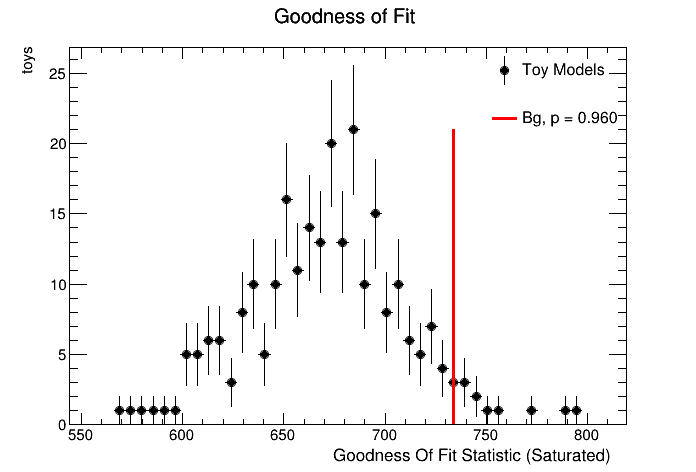 Goodness of Fit
toys
25
20
15
10
5
0
Toy Models
Bg, p = 0.960
550 600 650 700 750 800
Goodness Of Fit Statistic (Saturated)